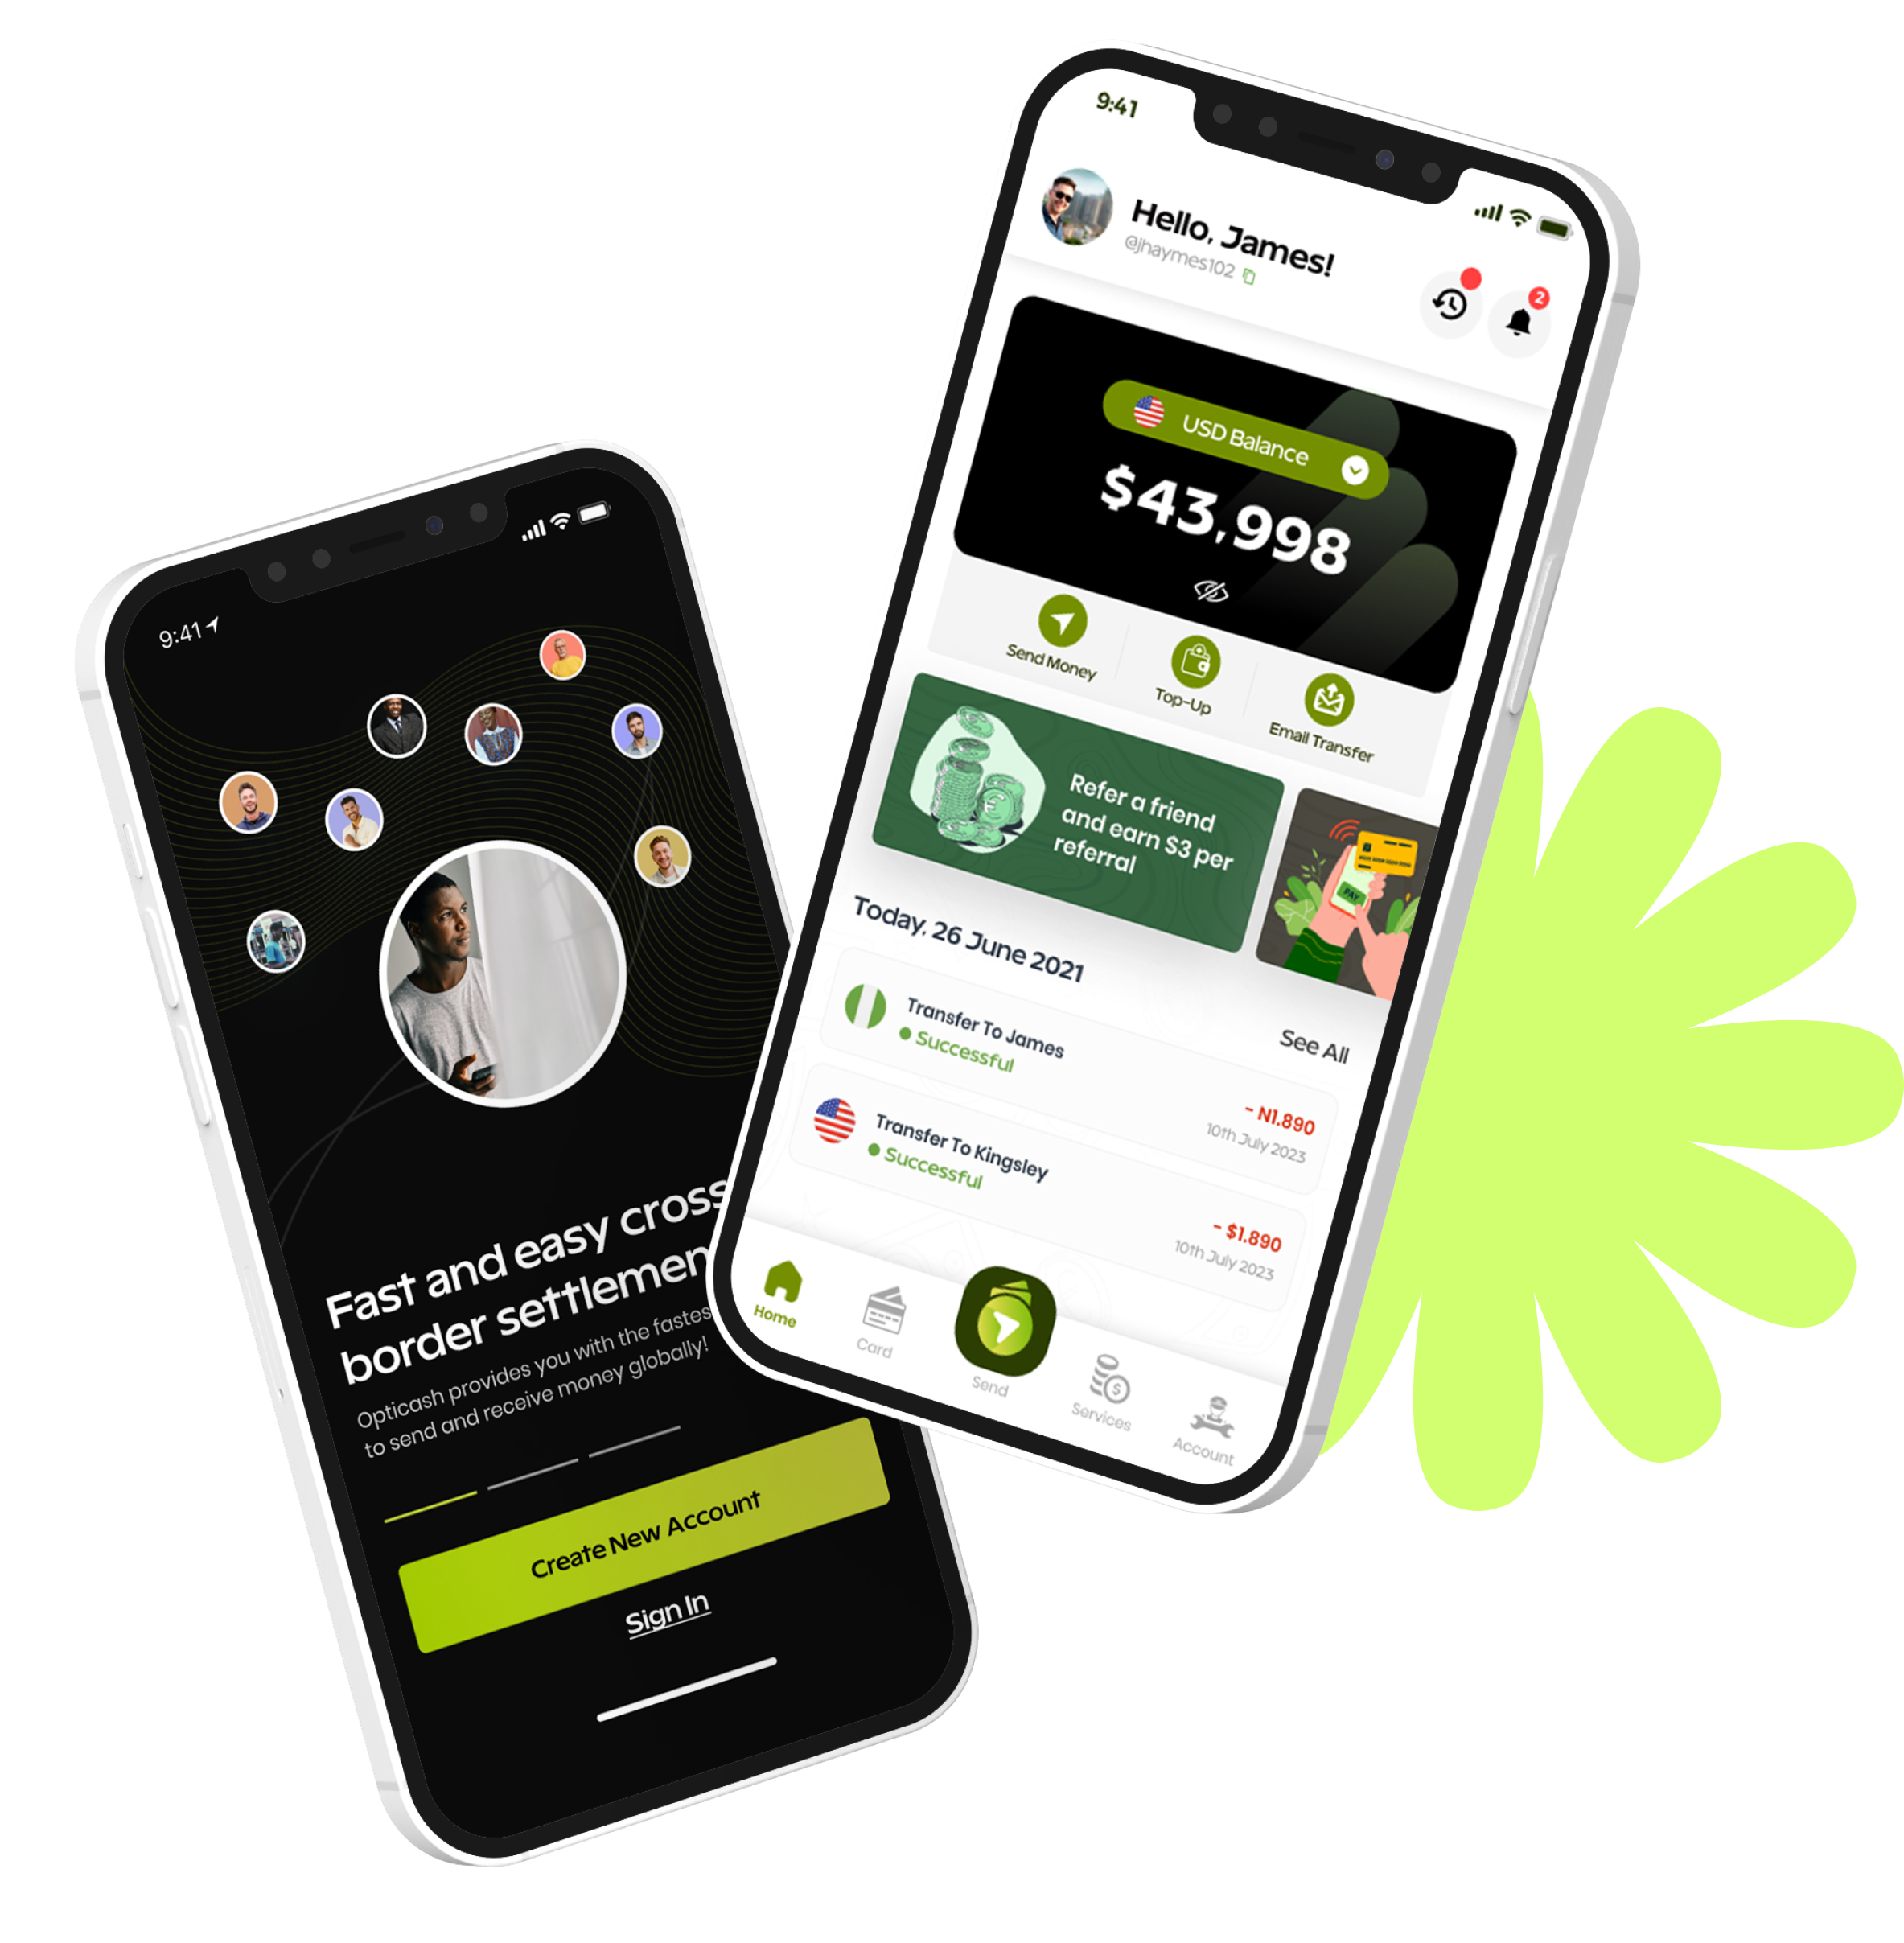 9:41
Fast and easy cross
border settlemen
Opticash provides you with the fastes
to send and receive money globally!
Create New Account
Sign In
9:41
Hello, James!
@jhaymes102
2
USD Balance
$43,998
Send Money
Top-Up
Email Transfer
Refer a friend
and earn $3 per
referral
PAY
Today, 26 June 2021
See All
Transfer To James
Successful
- N1.890
10th July 2023
Transfer To Kingsley
Successful
- $1.890
10th July 2023
Home
Card
Send
Services
Account